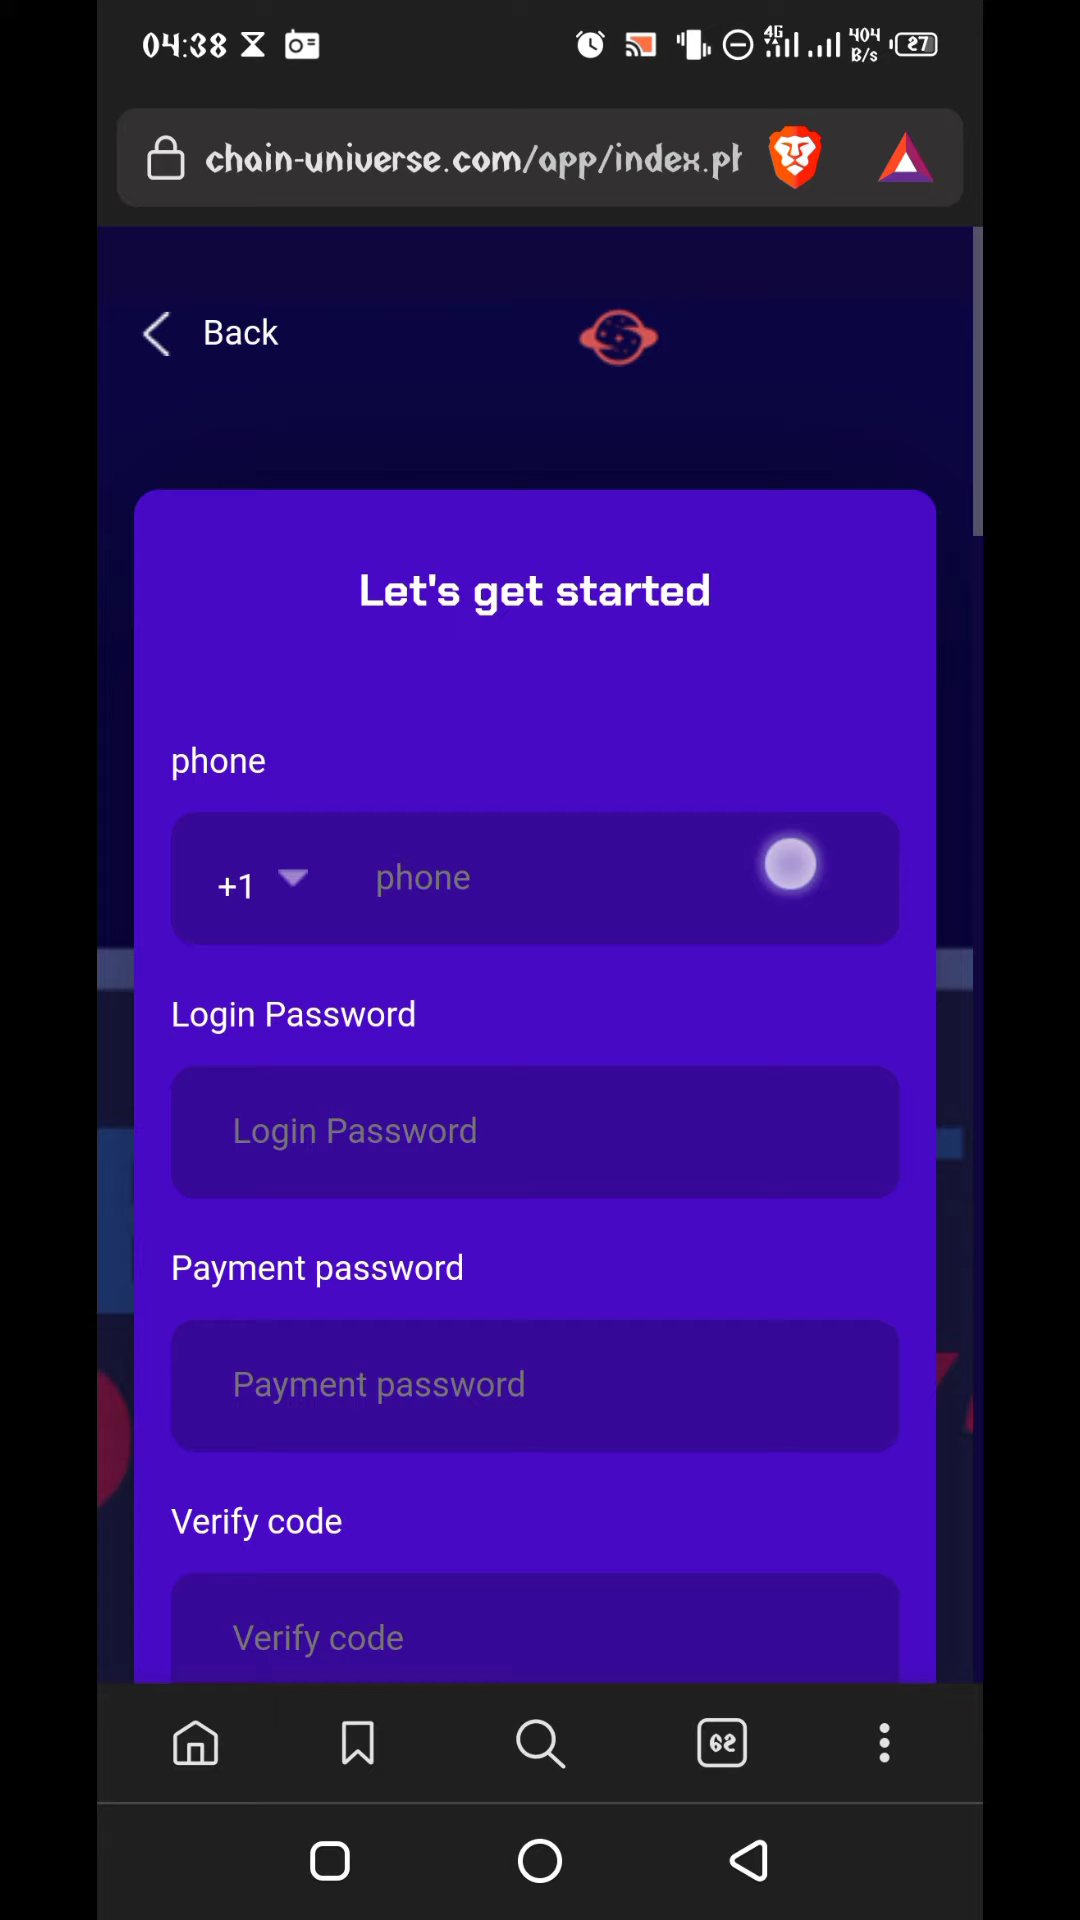 04:38 4G 404 B/s 27
chain-universe.com/app/index.ph
Back
Let's get started
phone
+1 phone
Login Password
Login Password
Payment password
Payment password
Verify code
Verify code
62